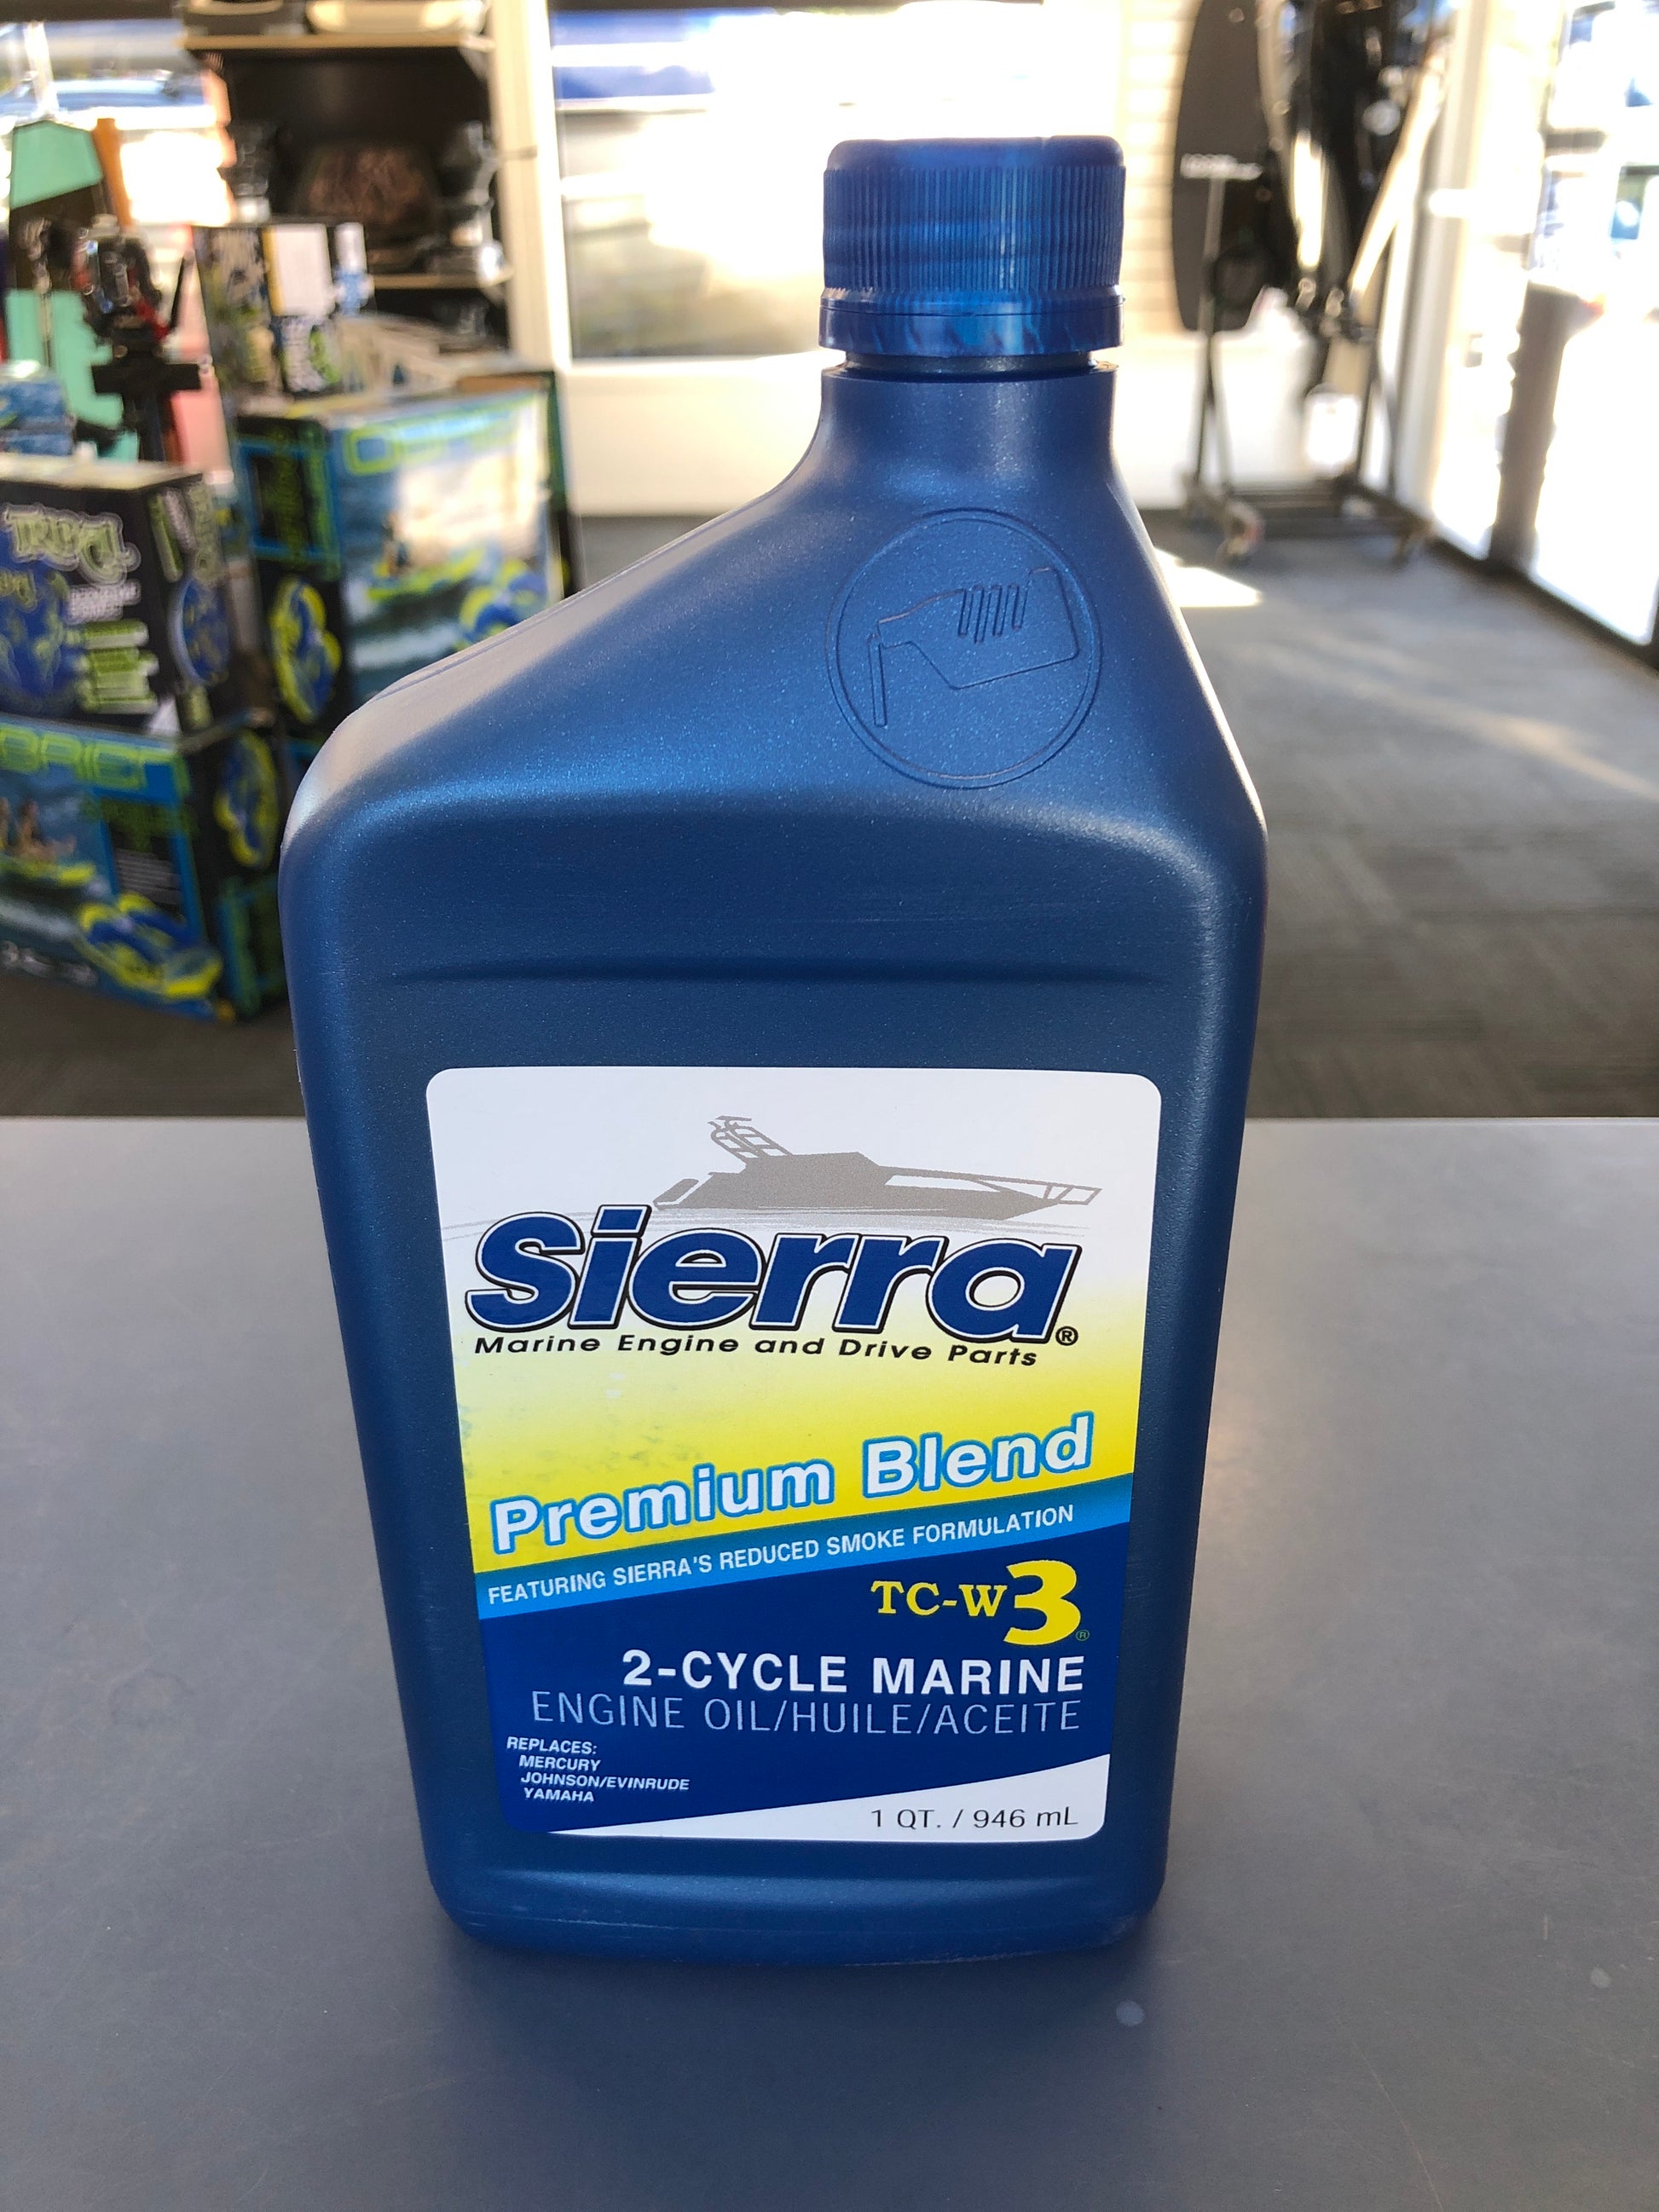 Sierra®
Marine Engine and Drive Parts
Premium Blend
FEATURING SIERRA'S REDUCED SMOKE FORMULATION
TC-W3®
2-CYCLE MARINE
ENGINE OIL/HUILE/ACEITE
REPLACES:
MERCURY
JOHNSON/EVINRUDE
YAMAHA
1 QT. / 946 mL